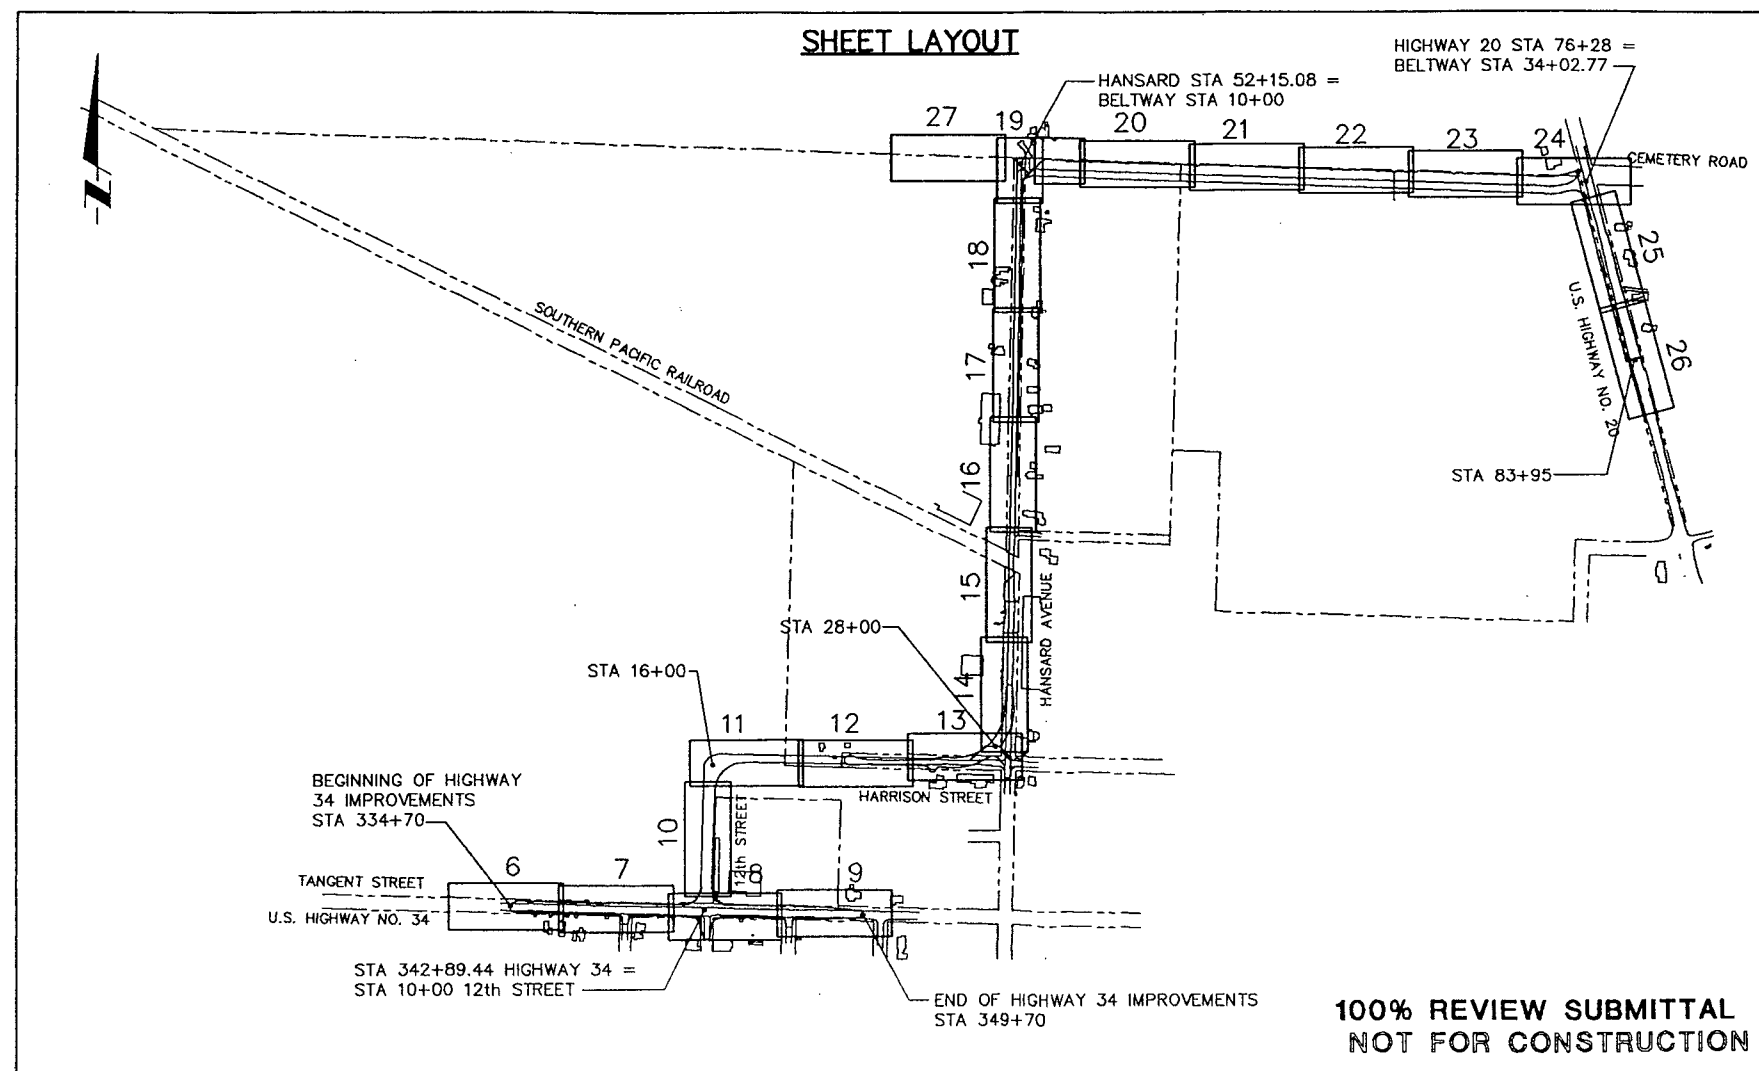 SHEET LAYOUT
HIGHWAY 20 STA 76+28 =
BELTWAY STA 34+02.77
HANSARD STA 52+15.08 =
BELTWAY STA 10+00
27
19
20
21
22
23
24
CEMETERY ROAD
N
18
25
U.S. HIGHWAY NO. 20
26
SOUTHERN PACIFIC RAILROAD
17
16
STA 83+95
15
HANSARD AVENUE
STA 28+00
STA 16+00
14
11
12
13
BEGINNING OF HIGHWAY
34 IMPROVEMENTS
STA 334+70
HARRISON STREET
10
12th STREET
6
7
8
9
TANGENT STREET
U.S. HIGHWAY NO. 34
STA 342+89.44 HIGHWAY 34 =
STA 10+00 12th STREET
END OF HIGHWAY 34 IMPROVEMENTS
STA 349+70
100% REVIEW SUBMITTAL
NOT FOR CONSTRUCTION